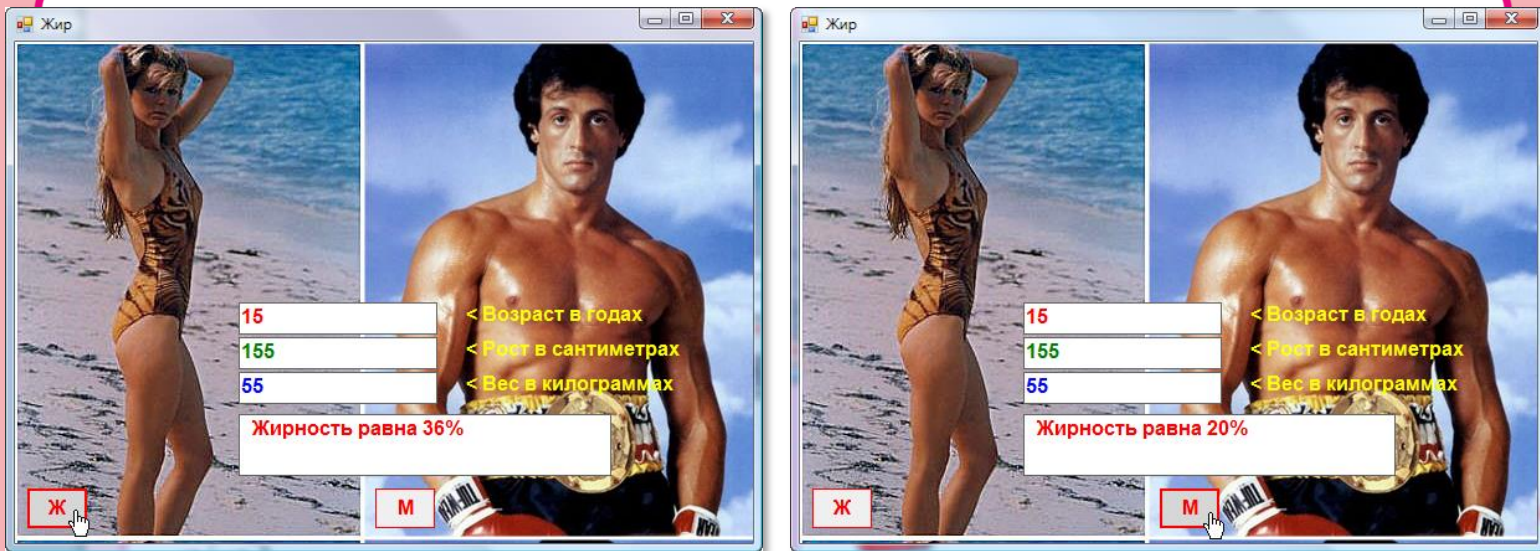 Жир
15
< Возраст в годах
155
< Рост в сантиметрах
55
< Вес в килограммах
Жирность равна 36%
Ж
М
Жир
15
< Возраст в годах
155
< Рост в сантиметрах
55
< Вес в килограммах
Жирность равна 20%
Ж
М